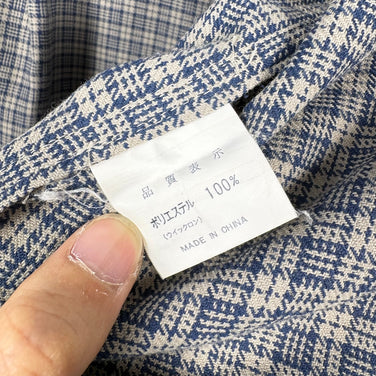 品質表示
ポリエステル 100%
(ウイックロン)
MADE IN CHINA